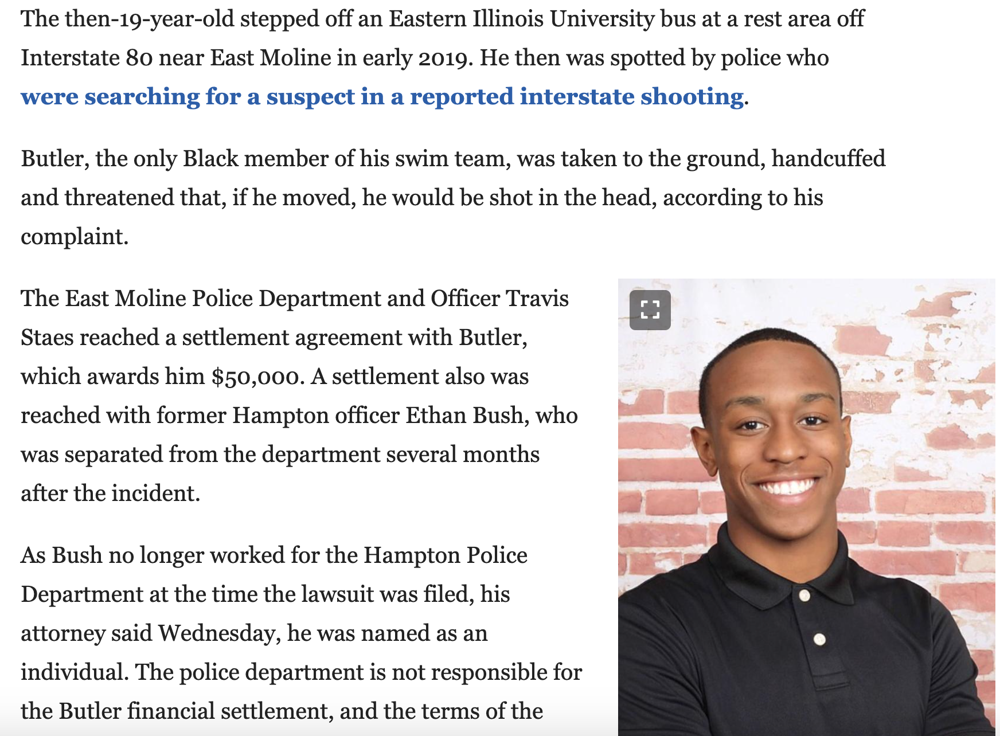 The then-19-year-old stepped off an Eastern Illinois University bus at a rest area off
Interstate 80 near East Moline in early 2019. He then was spotted by police who
were searching for a suspect in a reported interstate shooting.
Butler, the only Black member of his swim team, was taken to the ground, handcuffed
and threatened that, if he moved, he would be shot in the head, according to his
complaint.
The East Moline Police Department and Officer Travis
Staes reached a settlement agreement with Butler,
which awards him $50,000. A settlement also was
reached with former Hampton officer Ethan Bush, who
was separated from the department several months
after the incident.
As Bush no longer worked for the Hampton Police
Department at the time the lawsuit was filed, his
attorney said Wednesday, he was named as an
individual. The police department is not responsible for
the Butler financial settlement, and the terms of the